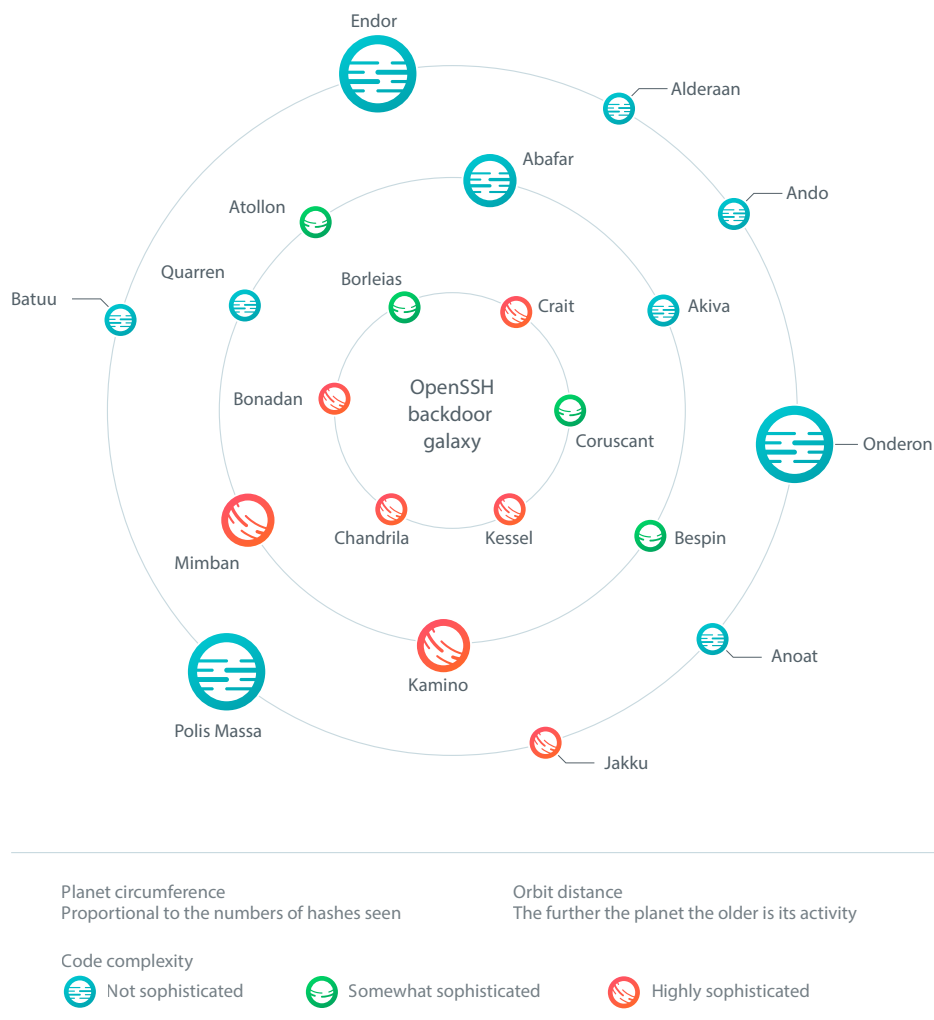 Endor
Alderaan
Abafar
Ando
Atollon
Quarren
Borleias
Batuu
Crait
Akiva
OpenSSH
backdoor
galaxy
Bonadan
Coruscant
Onderon
Chandrila
Kessel
Bespin
Mimban
Anoat
Kamino
Polis Massa
Jakku
Planet circumference
Proportional to the numbers of hashes seen
Orbit distance
The further the planet the older is its activity
Code complexity
Not sophisticated
Somewhat sophisticated
Highly sophisticated